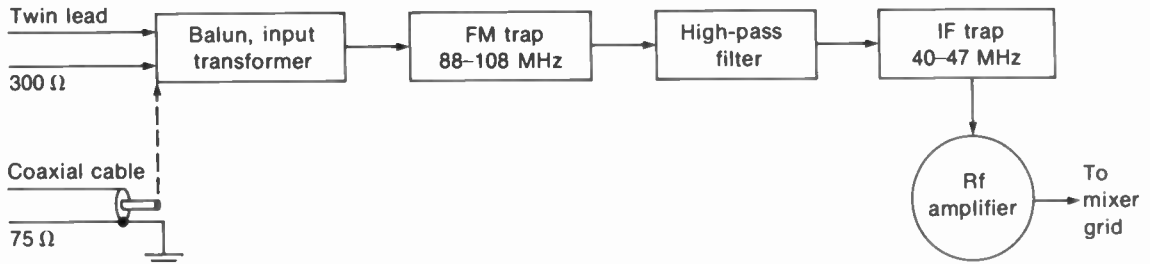 Twin lead
300 Ω
Balun, input
transformer
FM trap
88–108 MHz
High-pass
filter
IF trap
40–47 MHz
Coaxial cable
75 Ω
Rf
amplifier
To
mixer
grid